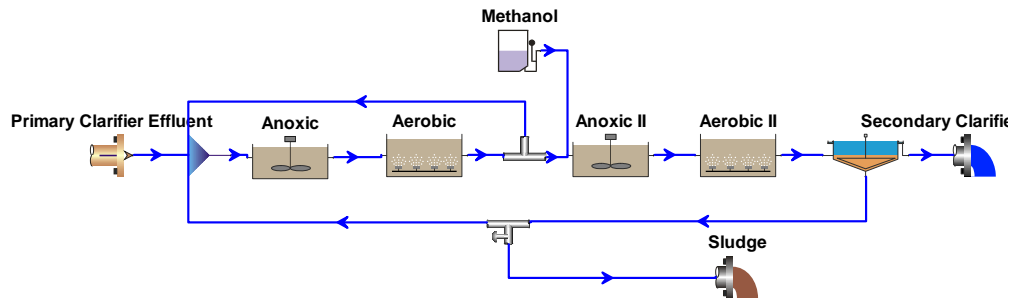 Methanol
Primary Clarifier Effluent
Anoxic
Aerobic
Anoxic II
Aerobic II
Secondary Clarifie
Sludge